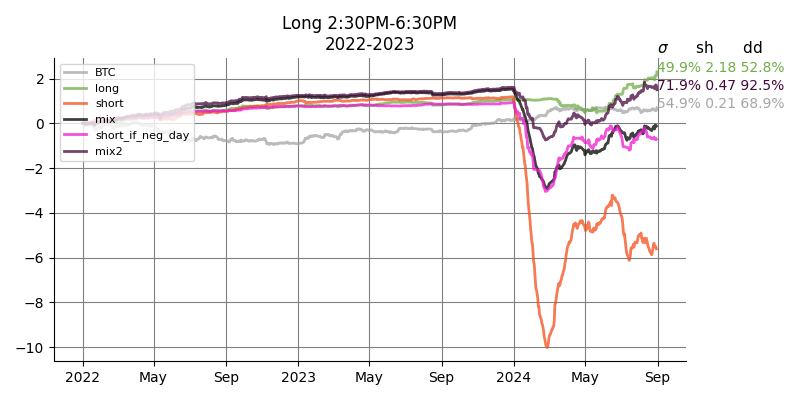 Long 2:30PM-6:30PM
2022-2023
σ sh dd
49.9% 2.18 52.8%
71.9% 0.47 92.5%
54.9% 0.21 68.9%
BTC
long
short
mix
short_if_neg_day
mix2
2
0
−2
−4
−6
−8
−10
2022 May Sep 2023 May Sep 2024 May Sep